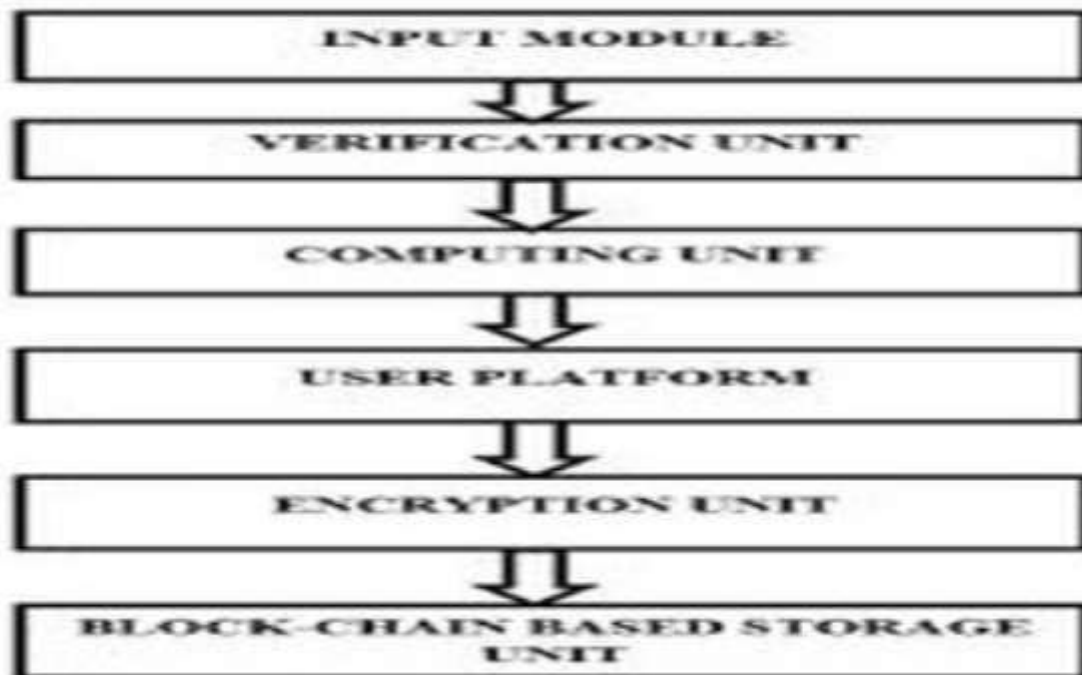 INPUT MODULE
VERIFICATION UNIT
COMPUTING UNIT
USER PLATFORM
ENCRYPTION UNIT
BLOCK-CHAIN BASED STORAGE
UNIT